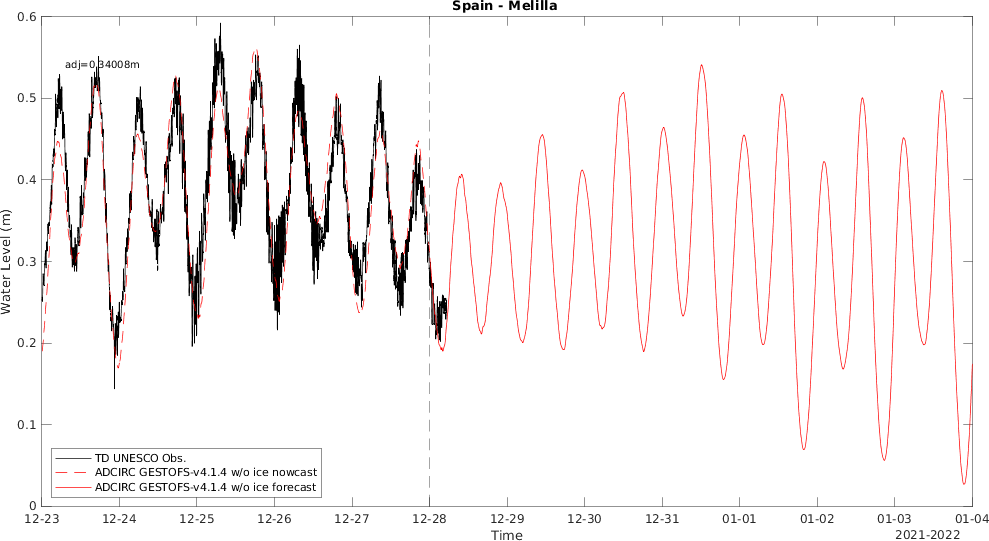 Spain - Melilla
0.6
adj=0.34008m
0.5
0.4
0.3
0.2
0.1
0
Water Level (m)
TD UNESCO Obs.
ADCIRC GESTOFS-v4.1.4 w/o ice nowcast
ADCIRC GESTOFS-v4.1.4 w/o ice forecast
12-23 12-24 12-25 12-26 12-27 12-28 12-29 12-30 12-31 01-01 01-02 01-03 01-04
Time
2021-2022